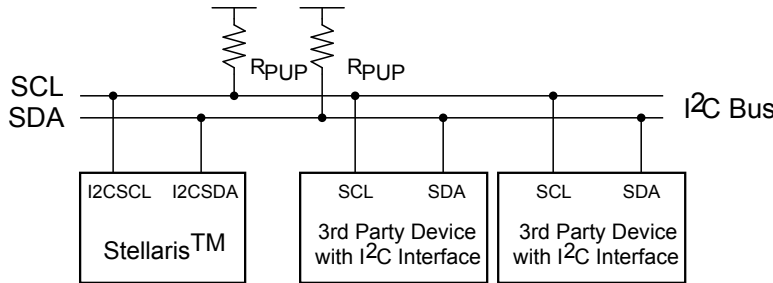 RPUP RPUP
SCL
SDA
I²C Bus
I2CSCL I2CSDA SCL SDA SCL SDA
Stellaris™
3rd Party Device
with I²C Interface
3rd Party Device
with I²C Interface